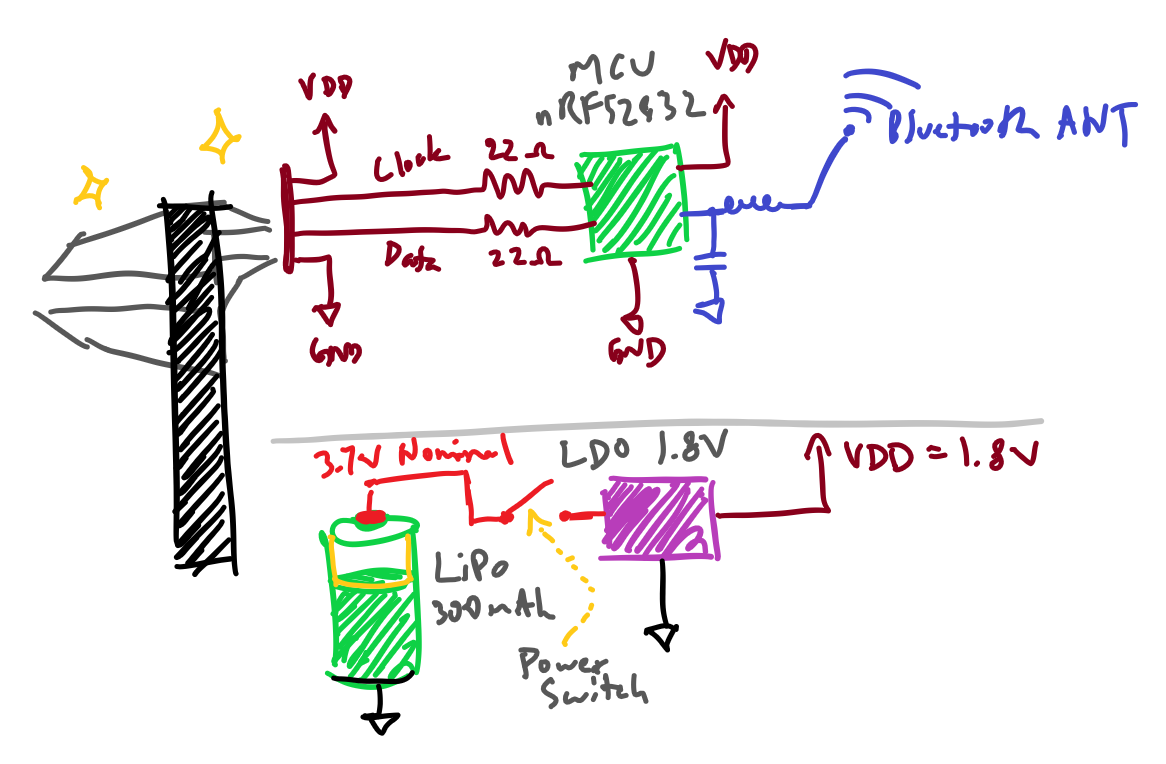 MCU
nRF52832
VDD
VDD
Bluetooth ANT
Clock
22Ω
Data
22Ω
GND
GND
3.7V Nominal
LDO 1.8V
VDD = 1.8V
LiPo
300mAh
Power
Switch